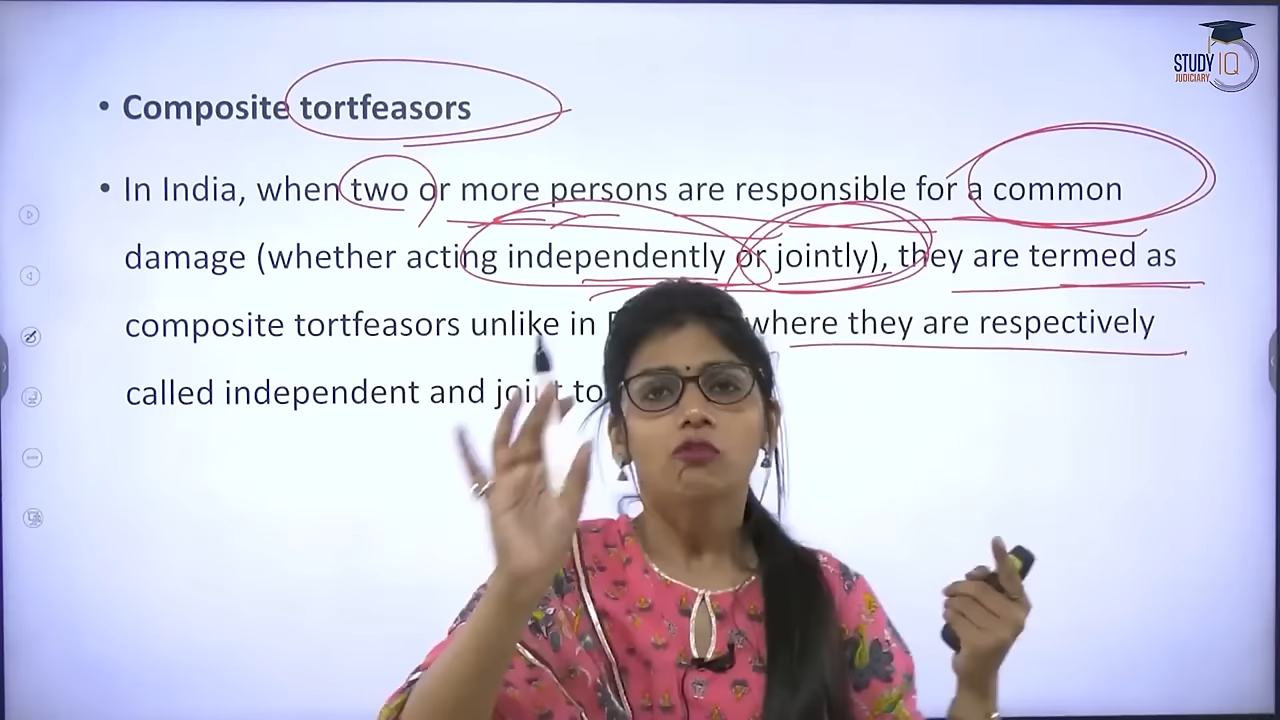 STUDY IQ
JUDICIARY
• Composite tortfeasors
• In India, when two or more persons are responsible for a common
damage (whether acting independently or jointly), they are termed as
composite tortfeasors unlike in where they are respectively
called independent and joint